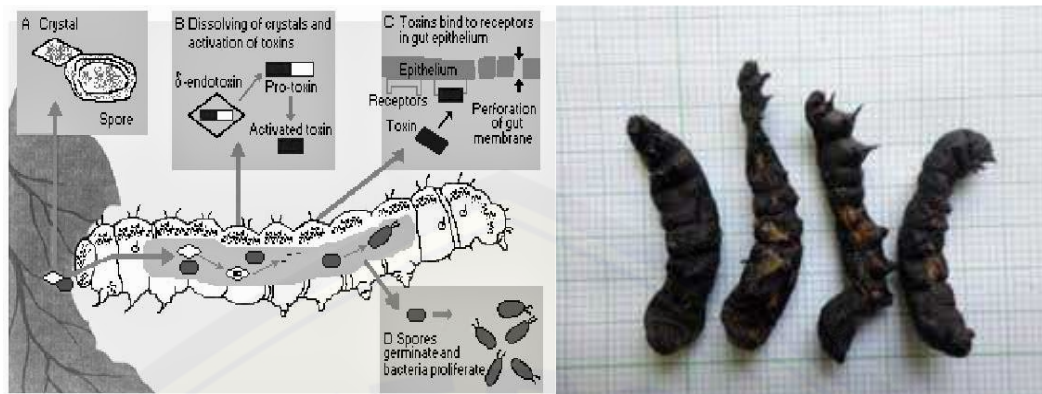 A Crystal
Spore
B Dissolving of crystals and
activation of toxins
δ-endotoxin
Pro-toxin
Activated toxin
C Toxins bind to receptors
in gut epithelium
Epithelium
Receptors
Toxin
Perforation
of gut
membrane
D Spores
germinate and
bacteria proliferate